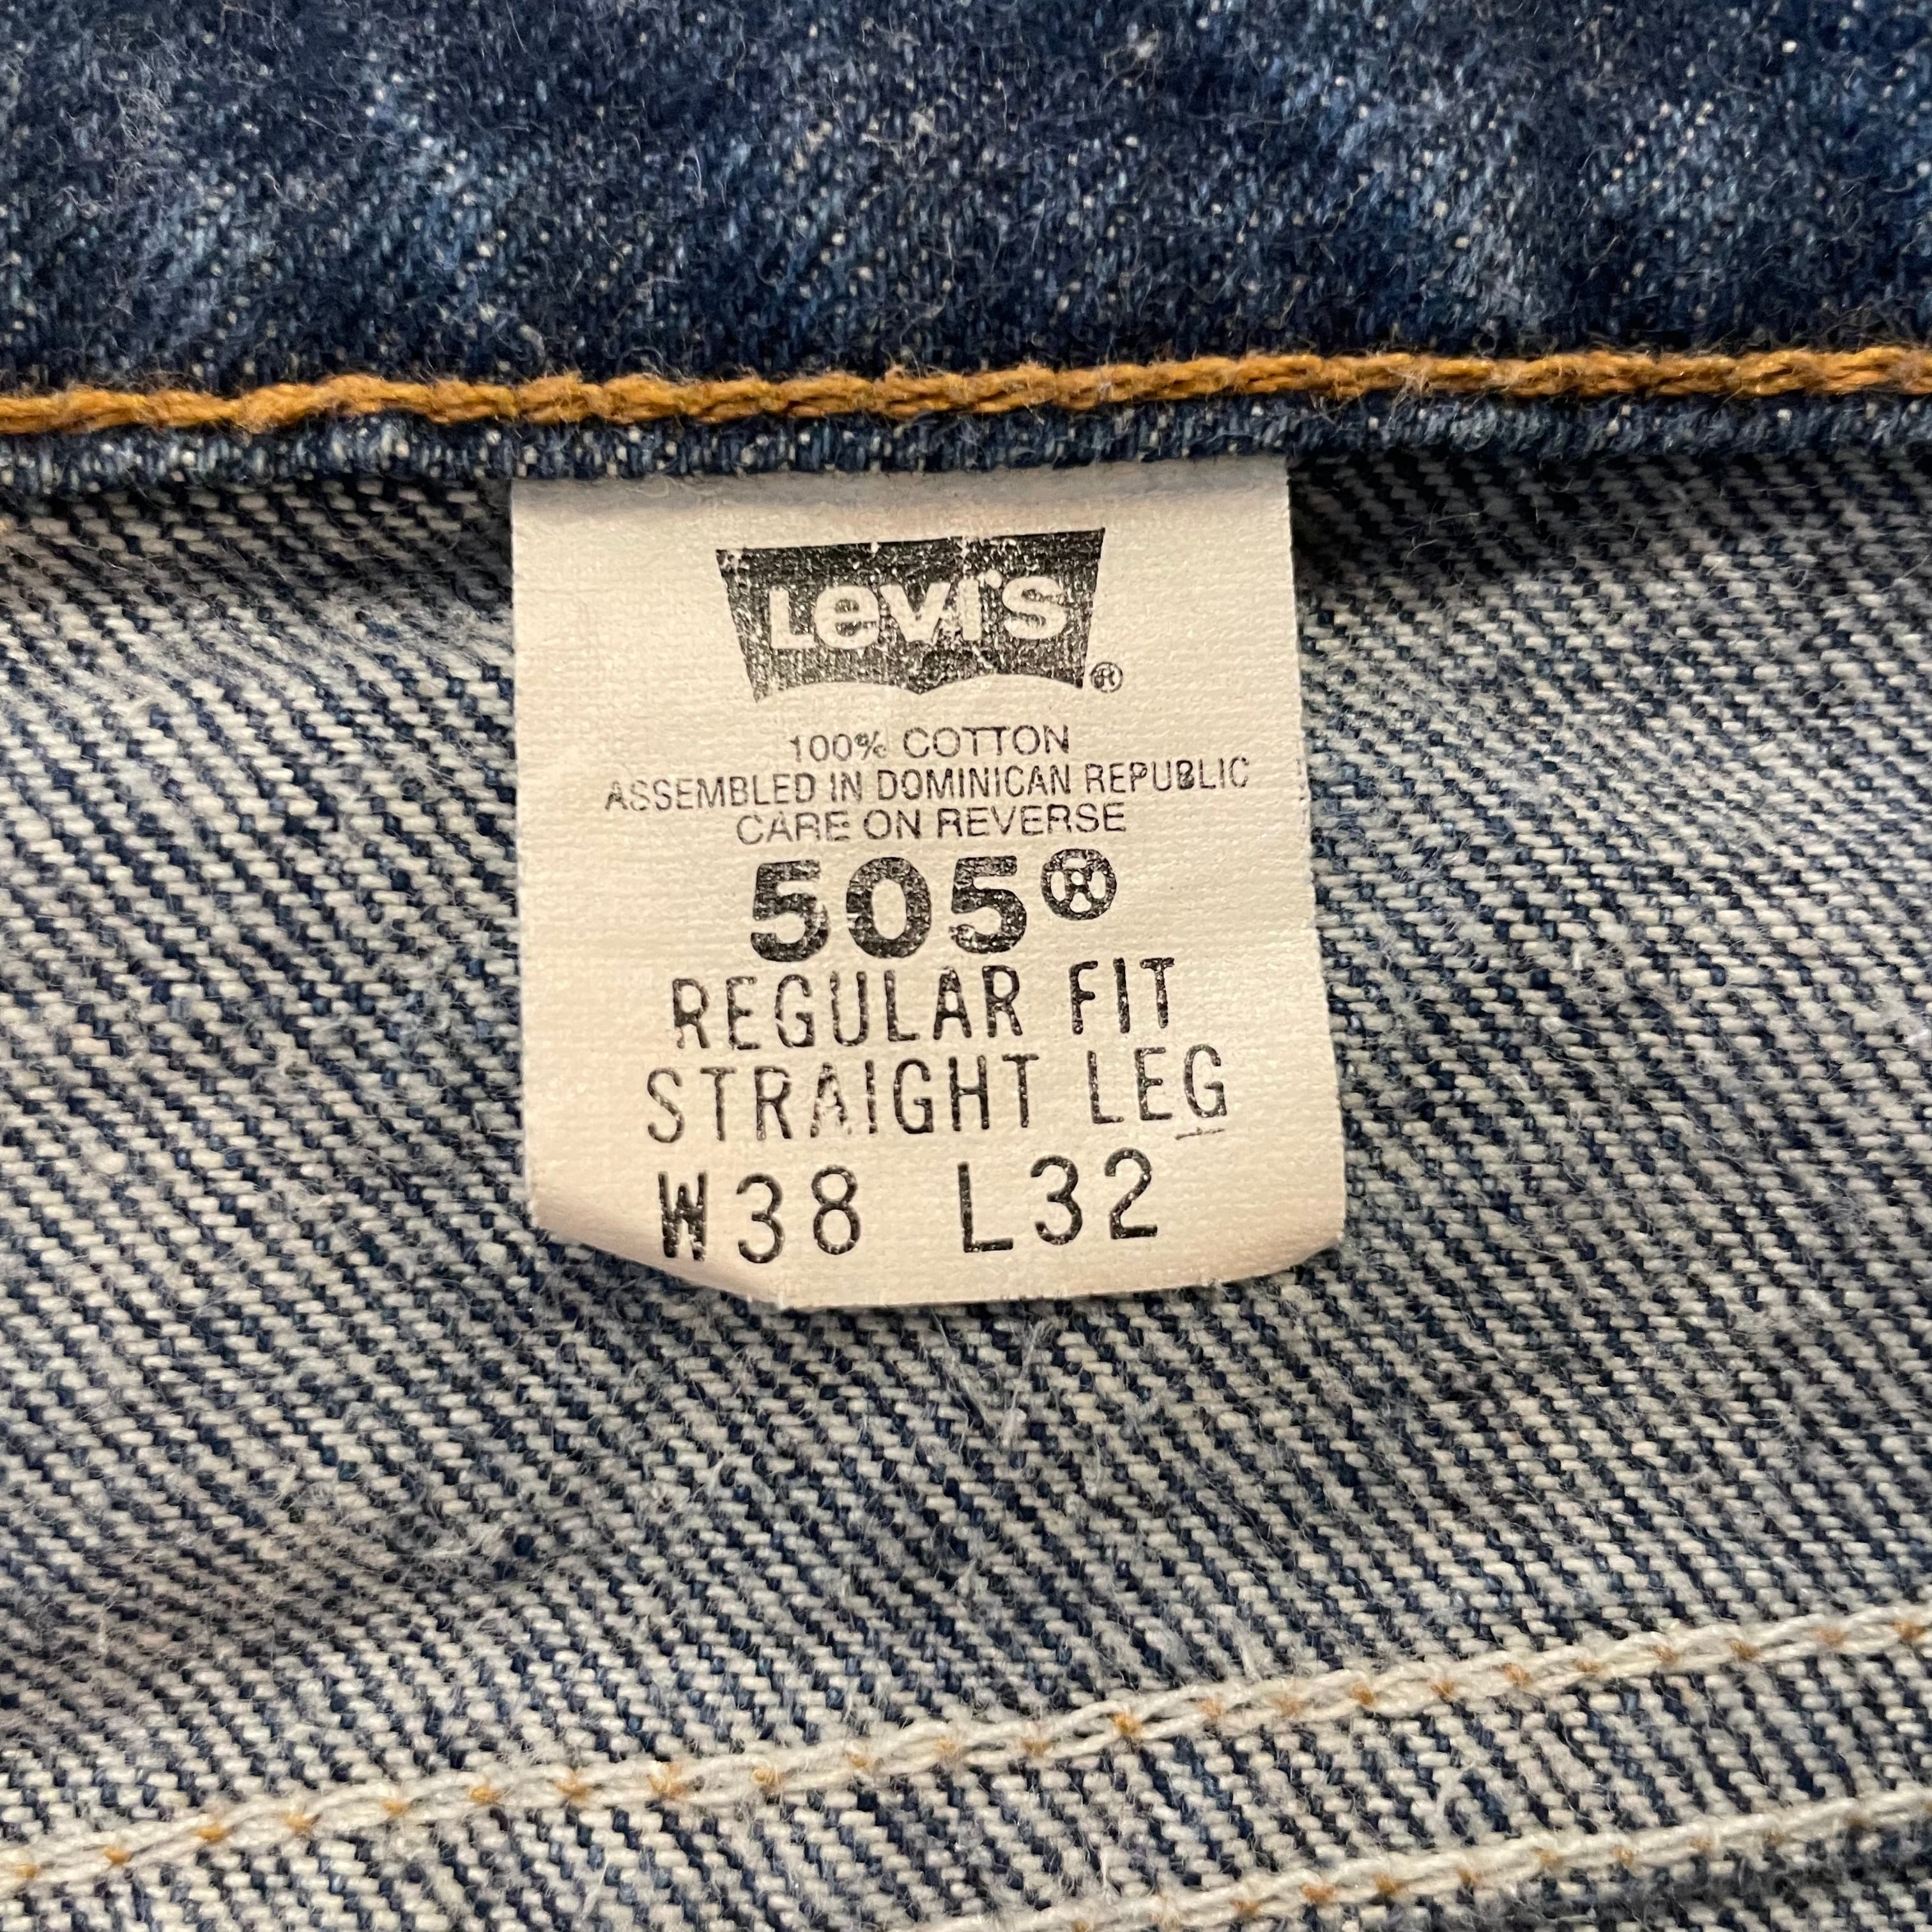 Levi's ®
100% COTTON
ASSEMBLED IN DOMINICAN REPUBLIC
CARE ON REVERSE
505®
REGULAR FIT
STRAIGHT LEG
W38 L32